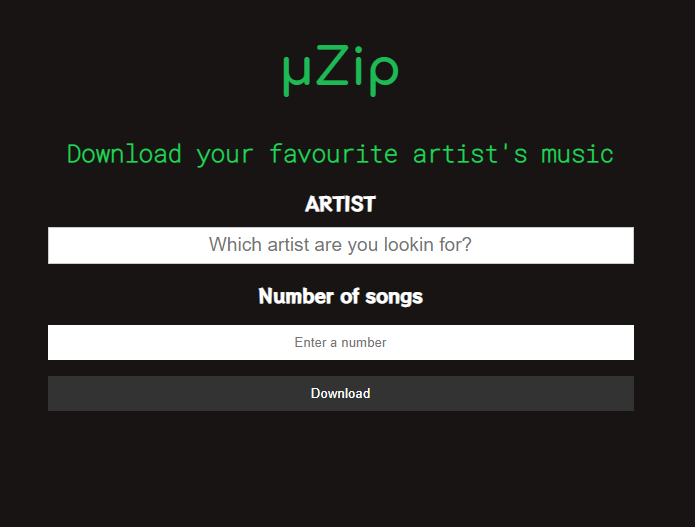 µZip
Download your favourite artist's music
ARTIST
Which artist are you lookin for?
Number of songs
Enter a number
Download